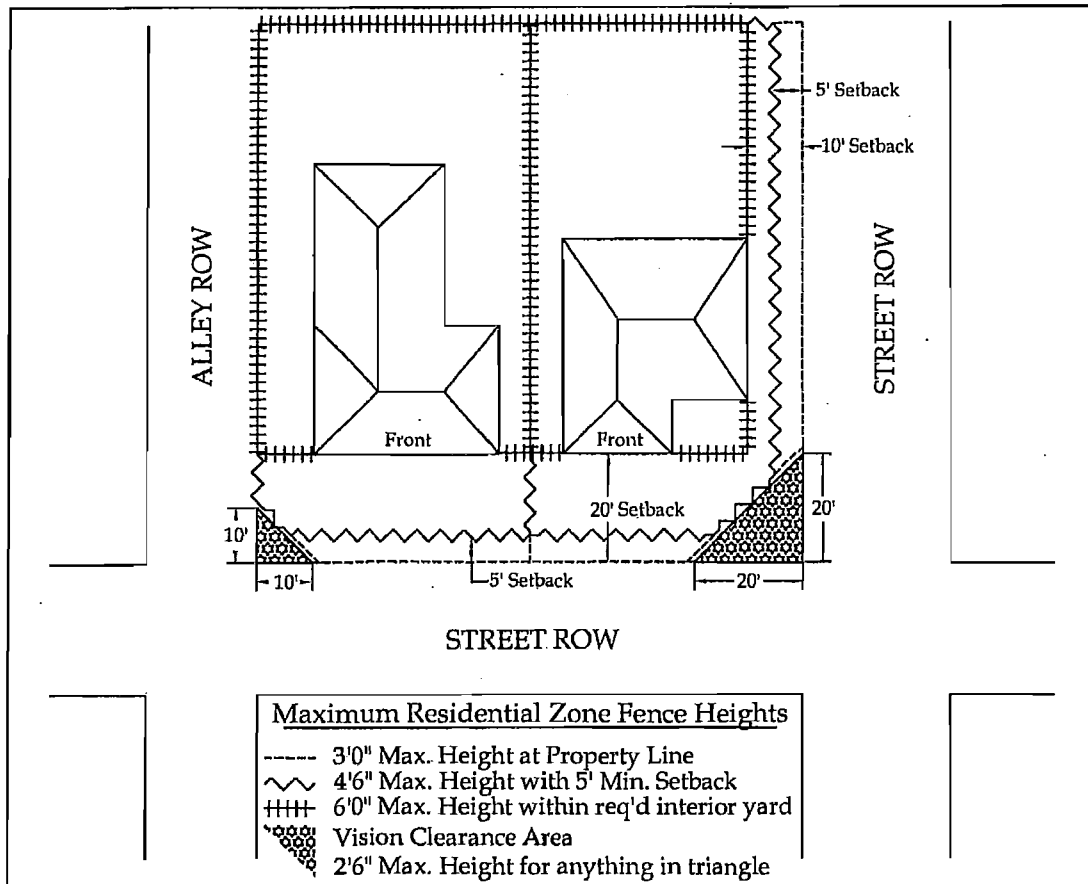 5' Setback
10' Setback
ALLEY ROW
STREET ROW
Front
Front
20' Setback
20'
10'
10'
5' Setback
20'
STREET ROW
Maximum Residential Zone Fence Heights
3'0" Max. Height at Property Line
4'6" Max. Height with 5' Min. Setback
6'0" Max. Height within req'd interior yard
Vision Clearance Area
2'6" Max. Height for anything in triangle